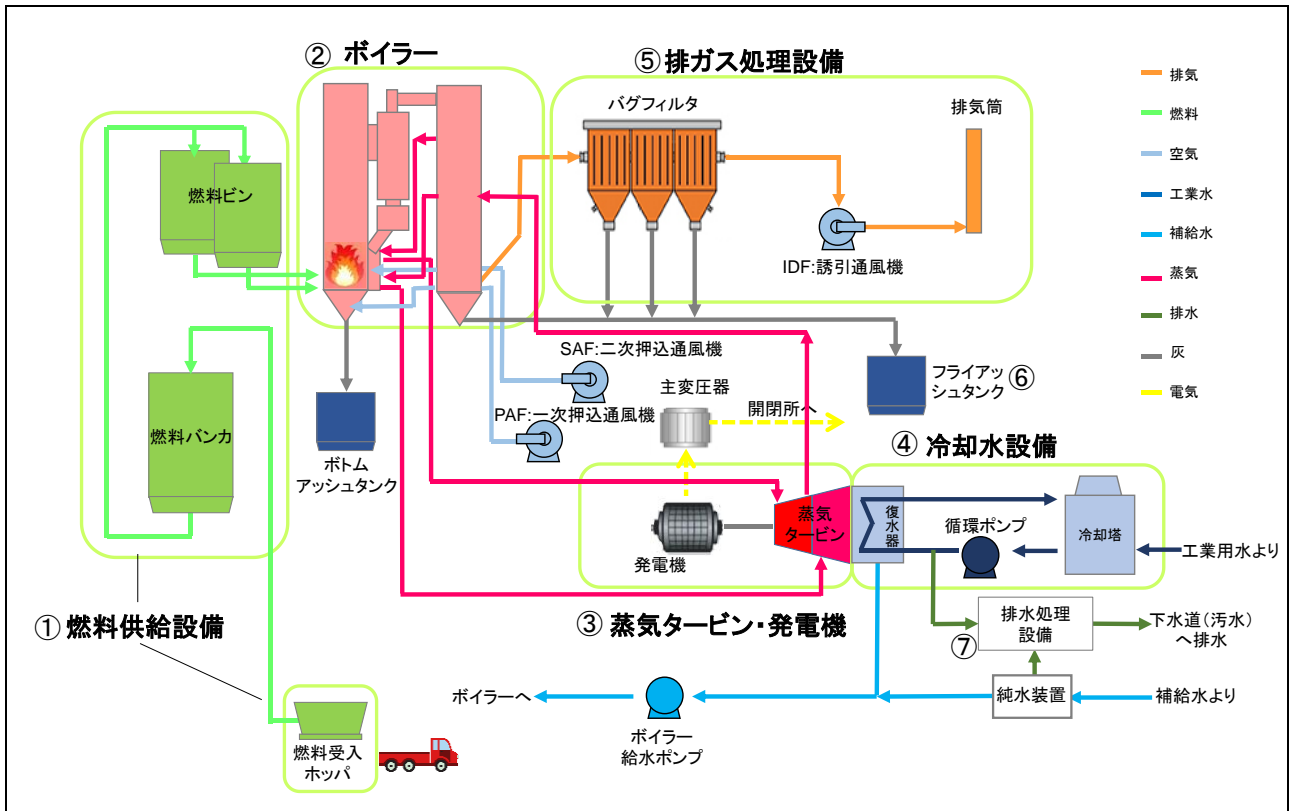 ② ボイラー
⑤排ガス処理設備
バグフィルタ
排気筒
IDF:誘引通風機
排気
燃料
空気
工業水
補給水
蒸気
排水
灰
電気
燃料ビン
燃料バンカ
SAF:二次押込通風機
PAF:一次押込通風機
主変圧器
開閉所へ
フライアッ
シュタンク
⑥
ボトム
アッシュタンク
④ 冷却水設備
蒸気
タービン
復水器
循環ポンプ
冷却塔
工業用水より
発電機
① 燃料供給設備
③ 蒸気タービン・発電機
排水処理
設備
⑦
下水道(汚水)
へ排水
ボイラーへ
純水装置
補給水より
ボイラー
給水ポンプ
燃料受入
ホッパ